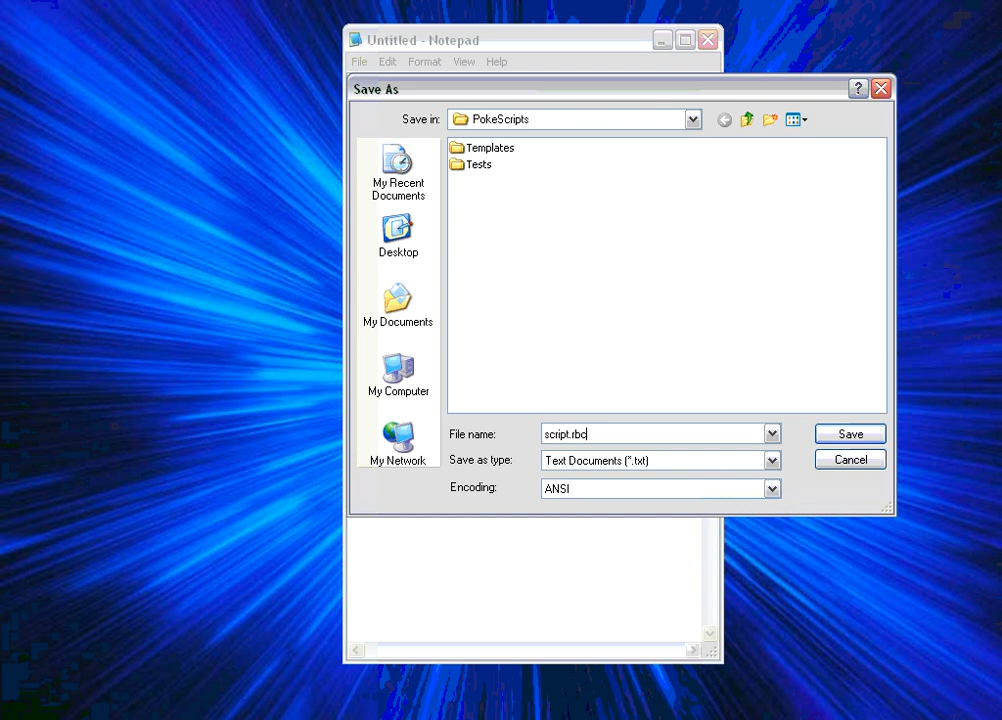 Untitled - Notepad
File Edit Format View Help
Save As
Save in: PokeScripts
Templates
Tests
My Recent
Documents
Desktop
My Documents
My Computer
My Network
File name: script.rbc
Save
Save as type: Text Documents (*.txt)
Cancel
Encoding: ANSI